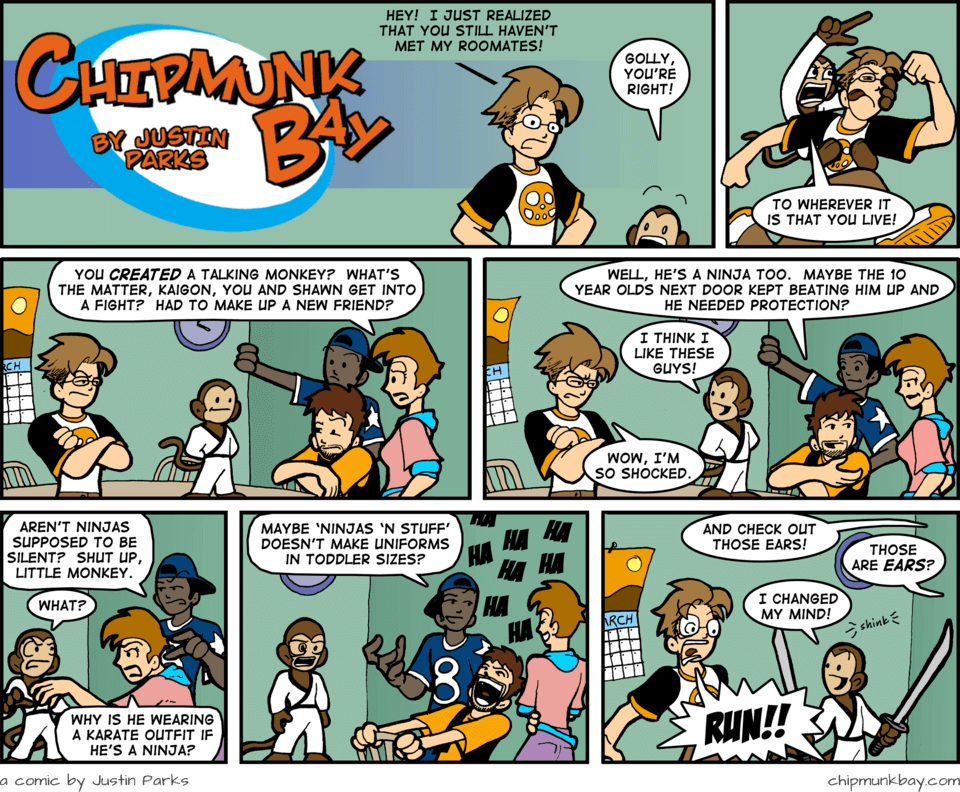 CHIPMUNK
BAY
BY JUSTIN
PARKS
HEY! I JUST REALIZED
THAT YOU STILL HAVEN'T
MET MY ROOMATES!
GOLLY,
YOU'RE
RIGHT!
TO WHEREVER IT
IS THAT YOU LIVE!
RCH
YOU CREATED A TALKING MONKEY? WHAT'S
THE MATTER, KAIGON, YOU AND SHAWN GET INTO
A FIGHT? HAD TO MAKE UP A NEW FRIEND?
CH
WELL, HE'S A NINJA TOO. MAYBE THE 10
YEAR OLDS NEXT DOOR KEPT BEATING HIM UP AND
HE NEEDED PROTECTION?
I THINK I
LIKE THESE
GUYS!
WOW, I'M
SO SHOCKED.
AREN'T NINJAS
SUPPOSED TO BE
SILENT? SHUT UP,
LITTLE MONKEY.
WHAT?
WHY IS HE WEARING
A KARATE OUTFIT IF
HE'S A NINJA?
MAYBE 'NINJAS 'N STUFF'
DOESN'T MAKE UNIFORMS
IN TODDLER SIZES?
HA
HA
HA
HA
HA
HA
HA
HA
8
AND CHECK OUT
THOSE EARS!
THOSE
ARE EARS?
I CHANGED
MY MIND!
shink
ARCH
RUN!!
a comic by Justin Parks
chipmunkbay.com